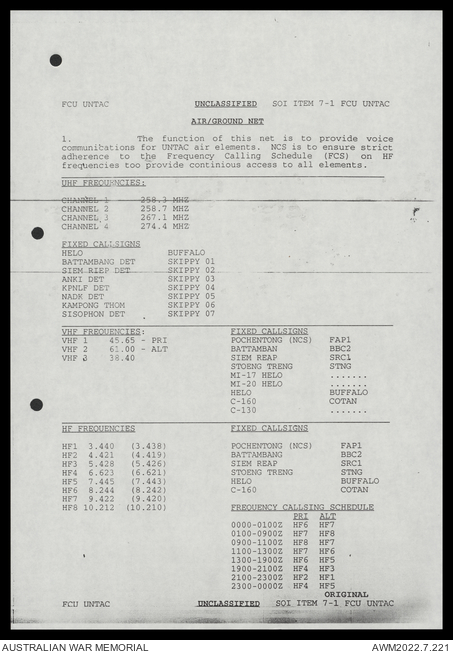 FCU UNTAC UNCLASSIFIED SOI ITEM 7-1 FCU UNTAC
AIR/GROUND NET
1. The function of this net is to provide voice
communications for UNTAC air elements. NCS is to ensure strict
adherence to the Frequency Calling Schedule (FCS) on HF
frequencies too provide continious access to all elements.
UHF FREQUENCIES:
CHANNEL 1 258.3 MHZ
CHANNEL 2 258.7 MHZ
CHANNEL 3 267.1 MHZ
CHANNEL 4 274.4 MHZ
FIXED CALLSIGNS
HELO BUFFALO
BATTAMBANG DET SKIPPY 01
SIEM RIEP DET SKIPPY 02
ANKI DET SKIPPY 03
KPNLF DET SKIPPY 04
NADK DET SKIPPY 05
KAMPONG THOM SKIPPY 06
SISOPHON DET SKIPPY 07
VHF FREQUENCIES: FIXED CALLSIGNS
VHF 1 45.65 - PRI POCHENTONG (NCS) FAP1
VHF 2 61.00 - ALT BATTAMBAN BBC2
VHF 3 38.40 SIEM REAP SRC1
STOENG TRENG STNG
MI-17 HELO .......
MI-20 HELO .......
HELO BUFFALO
C-160 COTAN
C-130 .......
HF FREQUENCIES FIXED CALLSIGNS
HF1 3.440 (3.438) POCHENTONG (NCS) FAP1
HF2 4.421 (4.419) BATTAMBANG BBC2
HF3 5.428 (5.426) SIEM REAP SRC1
HF4 6.623 (6.621) STOENG TRENG STNG
HF5 7.445 (7.443) HELO BUFFALO
HF6 8.244 (8.242) C-160 COTAN
HF7 9.422 (9.420)
HF8 10.212 (10.210)
FREQUENCY CALLSING SCHEDULE
PRI ALT
0000-0100Z HF6 HF7
0100-0900Z HF7 HF8
0900-1100Z HF8 HF7
1100-1300Z HF7 HF6
1300-1900Z HF6 HF5
1900-2100Z HF4 HF3
2100-2300Z HF2 HF1
2300-0000Z HF4 HF5
ORIGINAL
FCU UNTAC UNCLASSIFIED SOI ITEM 7-1 FCU UNTAC
AUSTRALIAN WAR MEMORIAL AWM2022.7.221